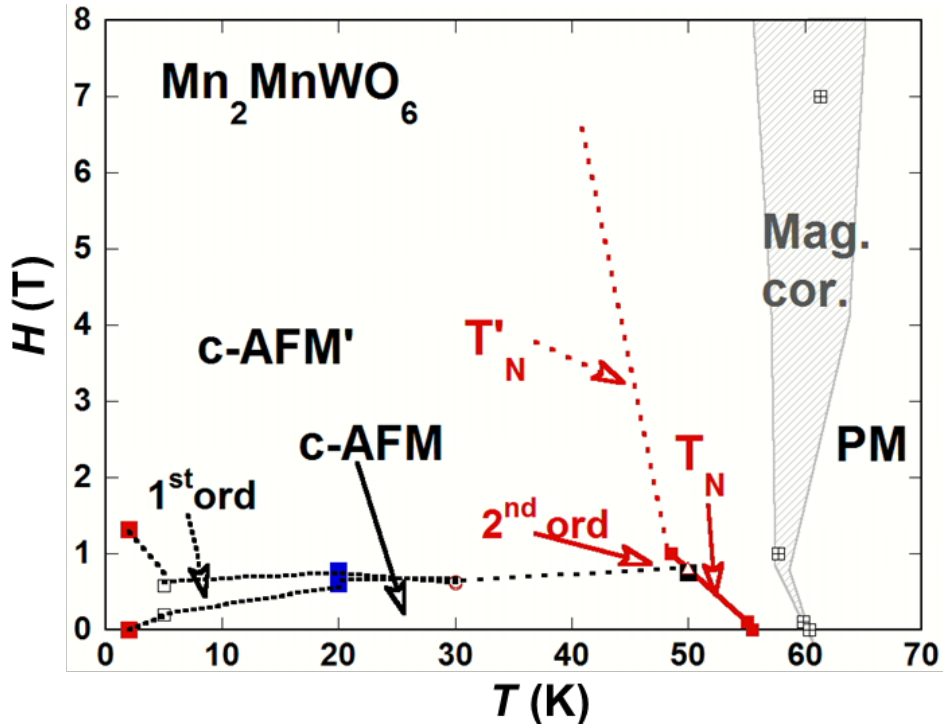 8
7
6
5
4
3
2
1
0
H (T)
Mn2MnWO6
Mag.
cor.
T'N
c-AFM'
c-AFM
PM
TN
1st ord
2nd ord
0 10 20 30 40 50 60 70
T (K)